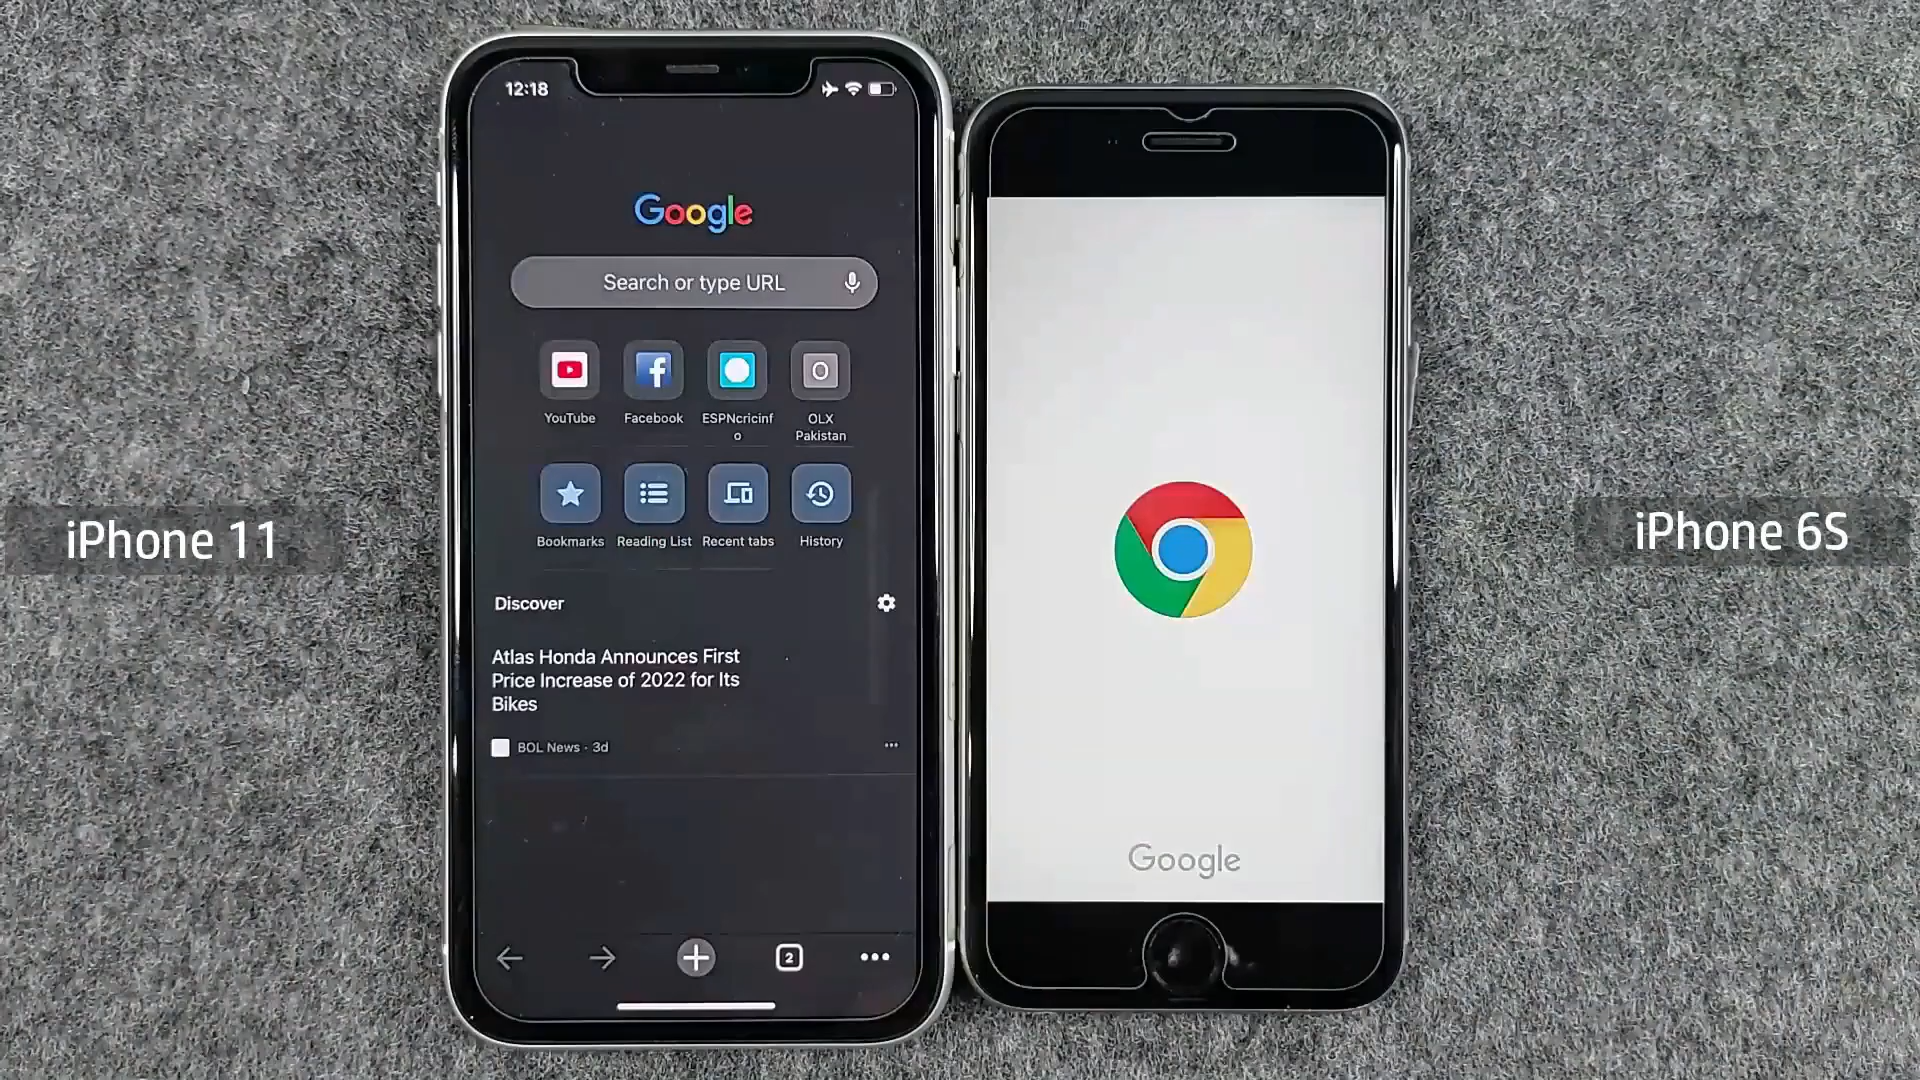 12:18
Google
Search or type URL
YouTube
Facebook
ESPNcricinf
o
O
OLX
Pakistan
Bookmarks
Reading List
Recent tabs
History
Discover
Atlas Honda Announces First
Price Increase of 2022 for Its
Bikes
BOL News · 3d
2
Google
iPhone 11
iPhone 6S